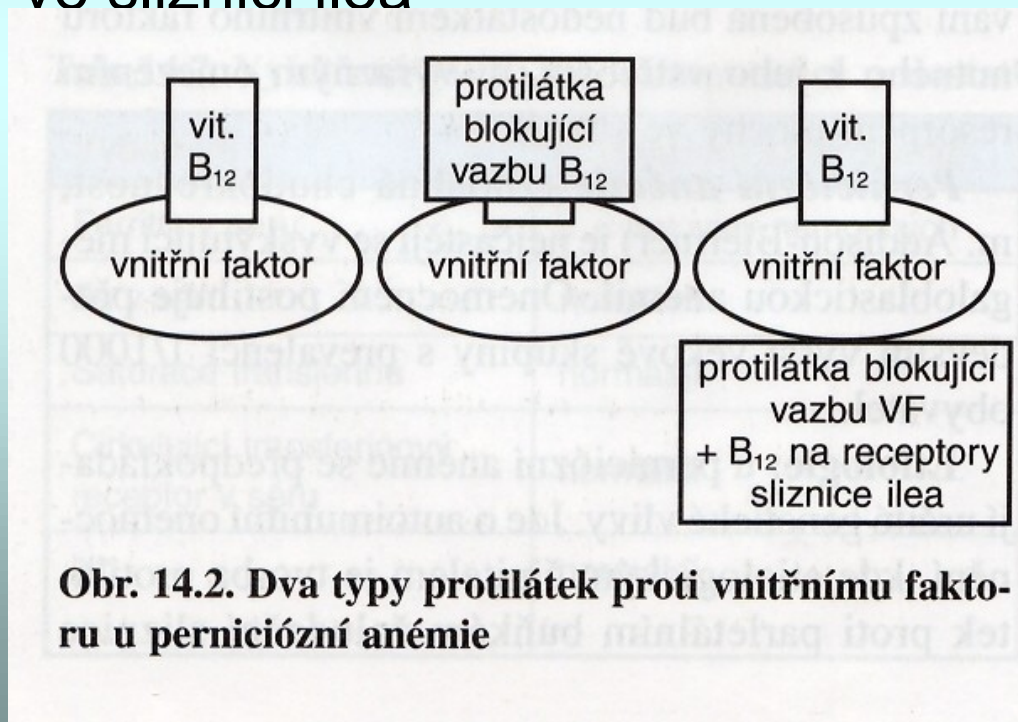 ve sliznici ilea
vit.
B₁₂
vnitřní faktor
protilátka
blokující
vazbu B₁₂
vnitřní faktor
vit.
B₁₂
vnitřní faktor
protilátka blokující
vazbu VF
+ B₁₂ na receptory
sliznice ilea
Obr. 14.2. Dva typy protilátek proti vnitřnímu fakto-
ru u perniciózní anémie